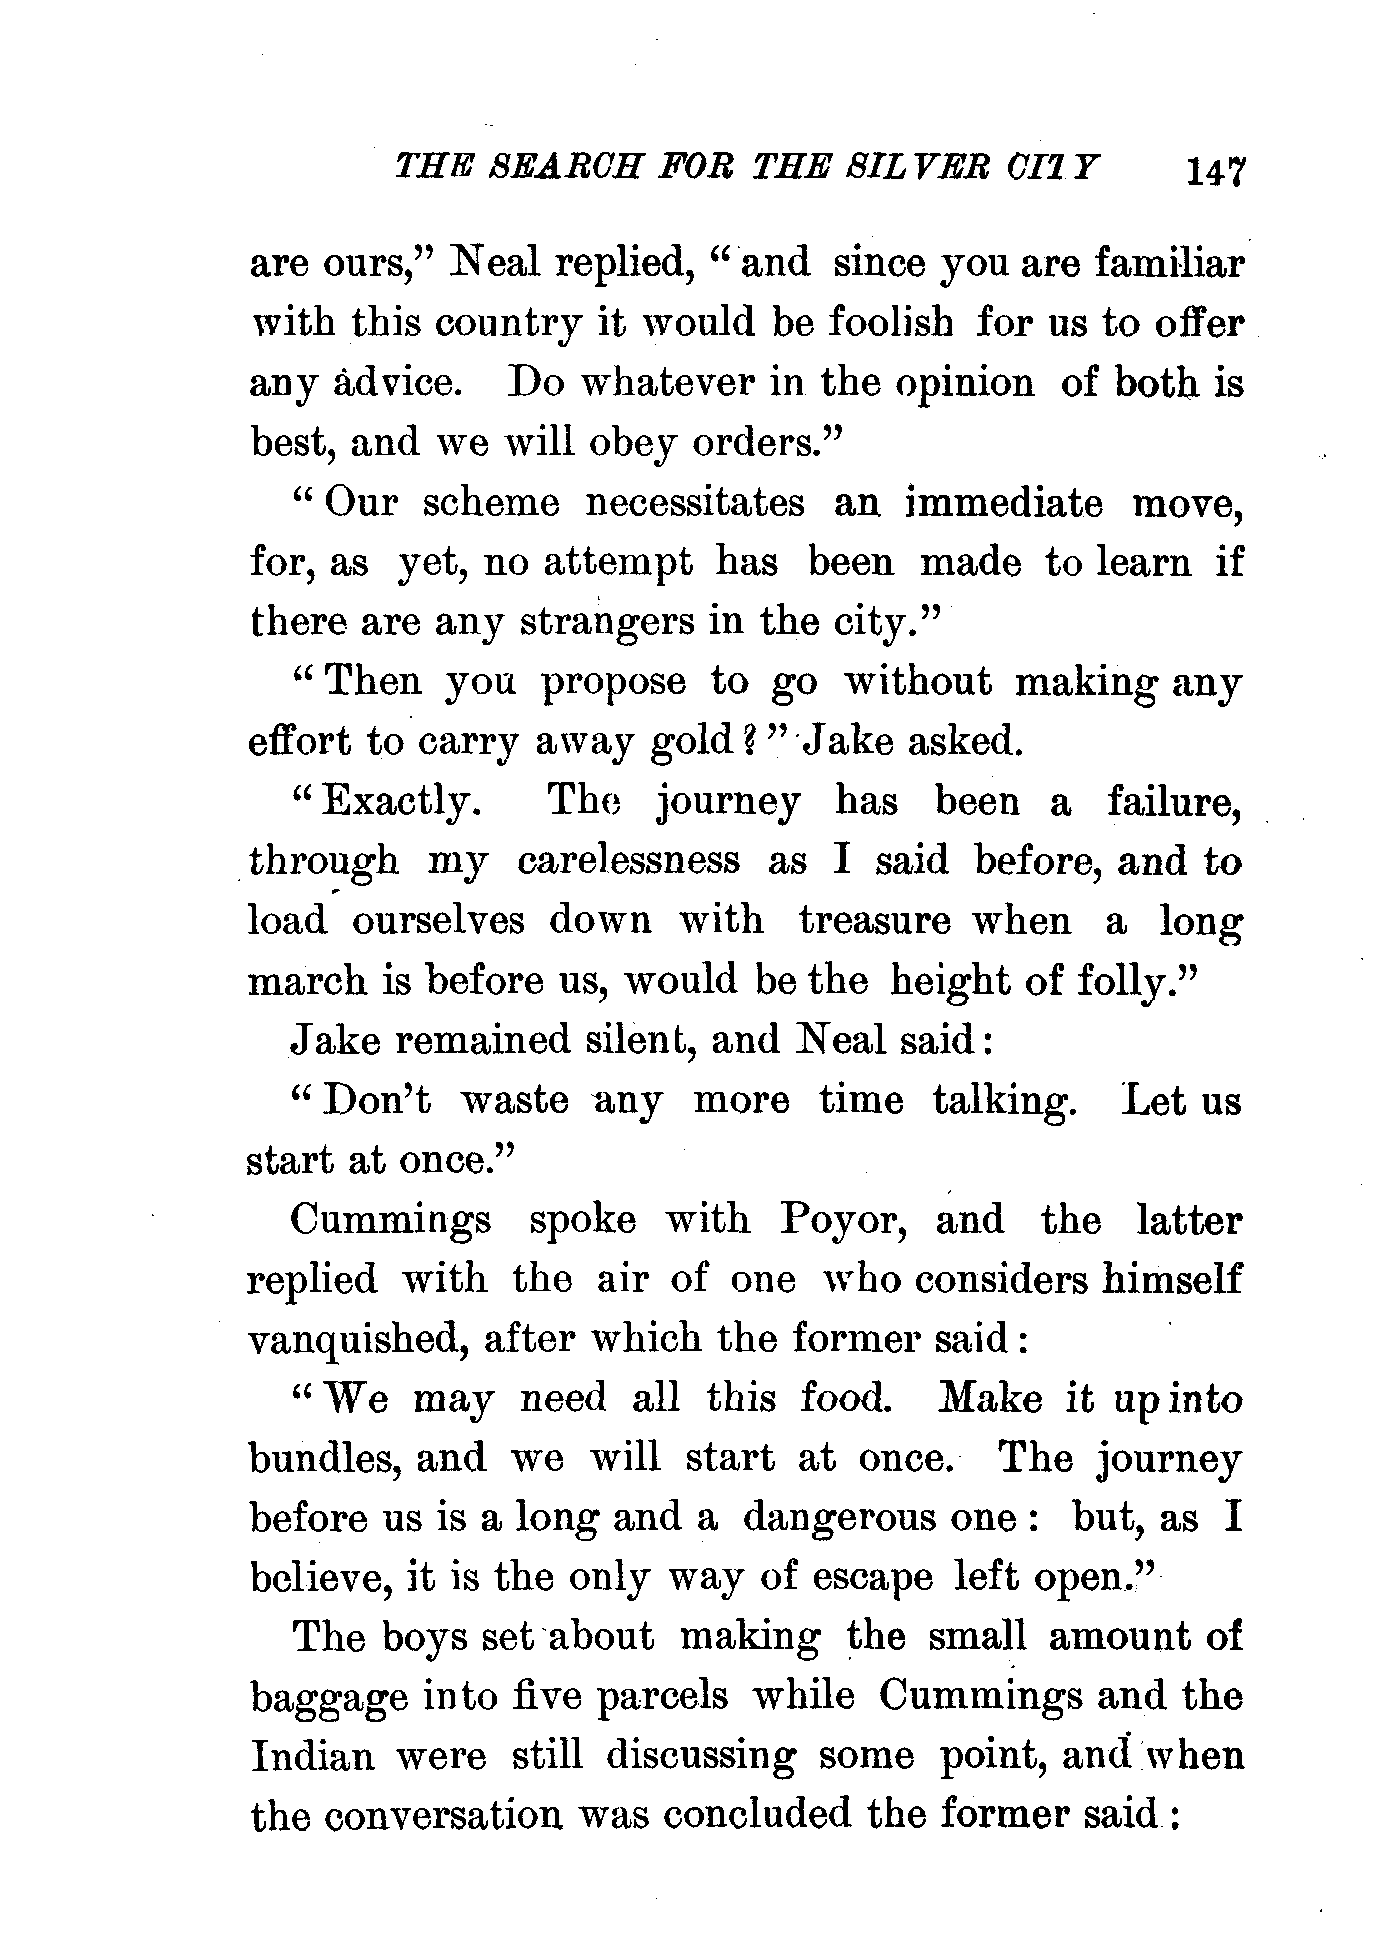 THE SEARCH FOR THE SILVER CITY 147
are ours," Neal replied, "and since you are familiar
with this country it would be foolish for us to offer
any advice. Do whatever in the opinion of both is
best, and we will obey orders."
"Our scheme necessitates an immediate move,
for, as yet, no attempt has been made to learn if
there are any strangers in the city."
"Then you propose to go without making any
effort to carry away gold?" Jake asked.
"Exactly. The journey has been a failure,
through my carelessness as I said before, and to
load ourselves down with treasure when a long
march is before us, would be the height of folly."
Jake remained silent, and Neal said:
"Don't waste any more time talking. Let us
start at once."
Cummings spoke with Poyor, and the latter
replied with the air of one who considers himself
vanquished, after which the former said:
"We may need all this food. Make it up into
bundles, and we will start at once. The journey
before us is a long and a dangerous one: but, as I
believe, it is the only way of escape left open."
The boys set about making the small amount of
baggage into five parcels while Cummings and the
Indian were still discussing some point, and when
the conversation was concluded the former said: